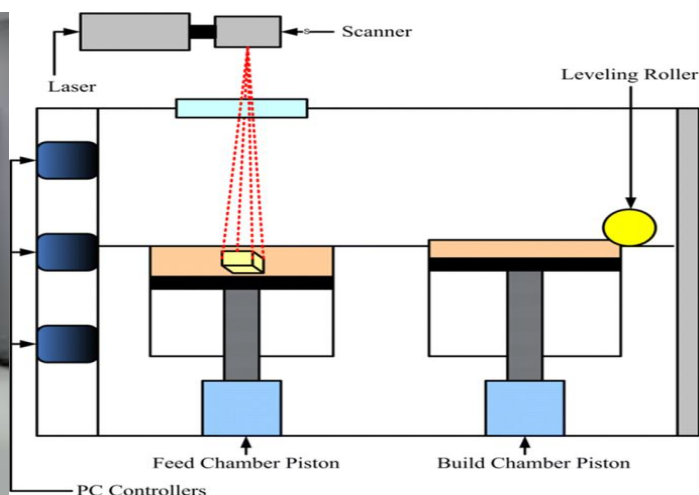 Scanner
Laser
Leveling Roller
Feed Chamber Piston
Build Chamber Piston
PC Controllers